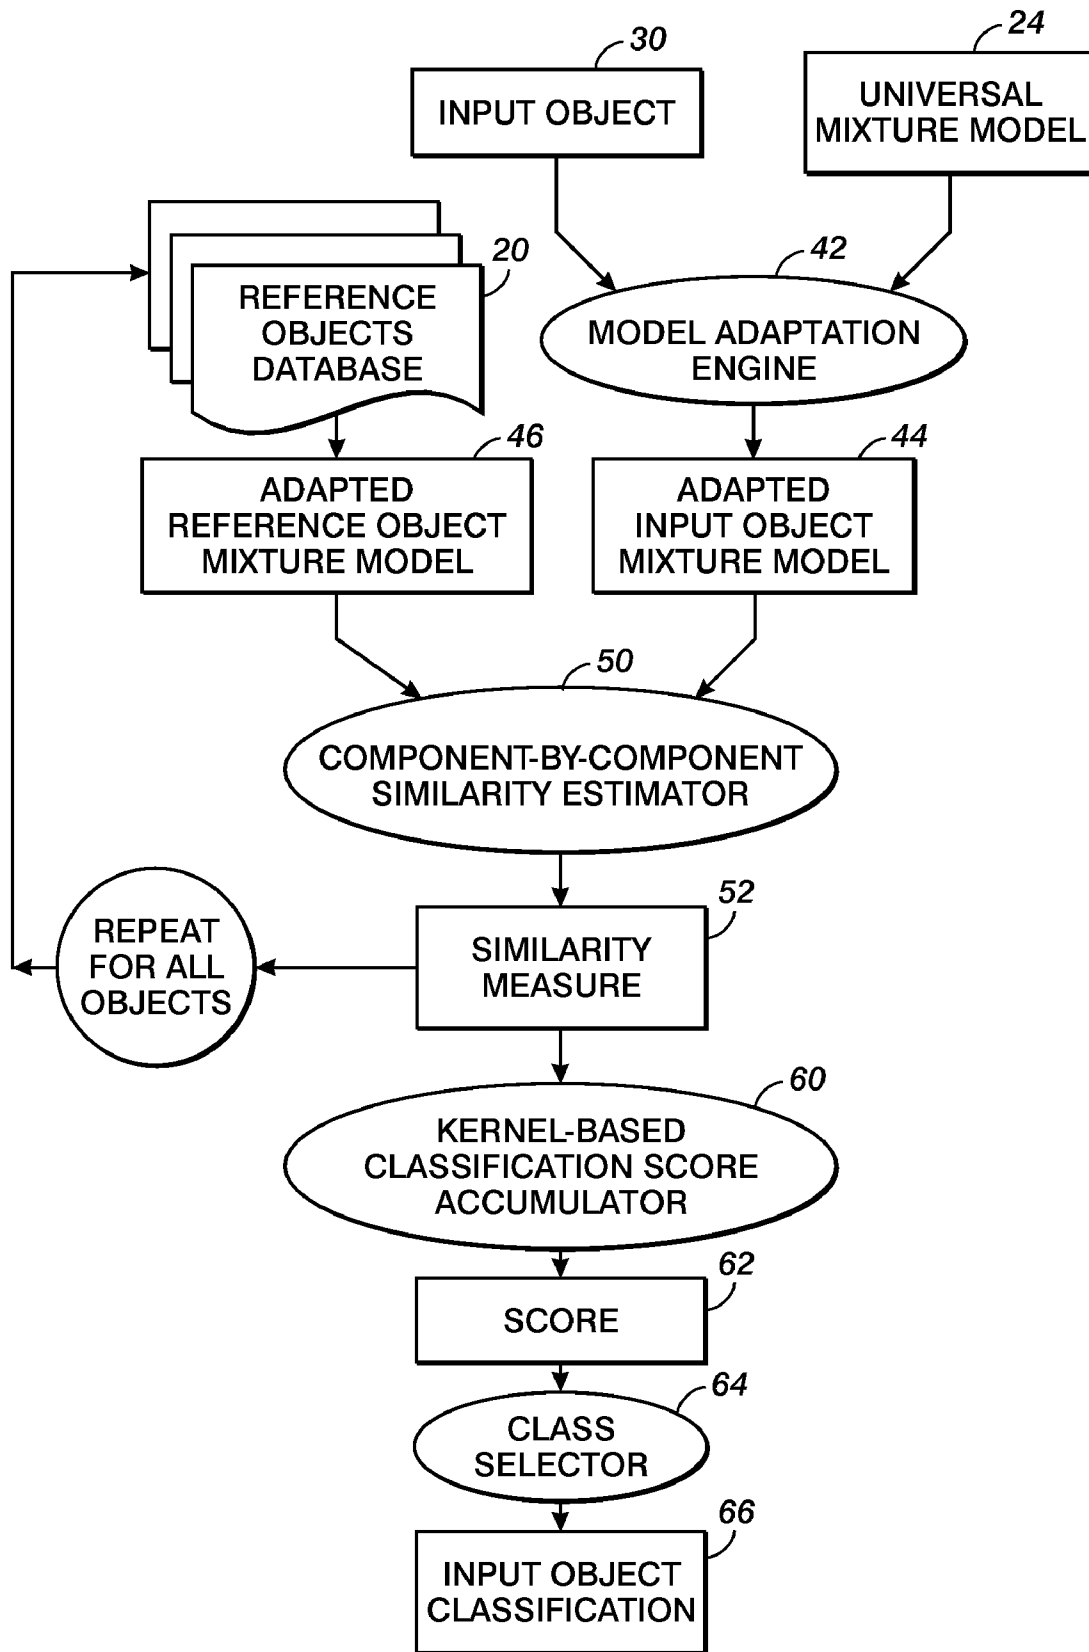 30
INPUT OBJECT
24
UNIVERSAL
MIXTURE MODEL
20
REFERENCE
OBJECTS
DATABASE
42
MODEL ADAPTATION
ENGINE
46
ADAPTED
REFERENCE OBJECT
MIXTURE MODEL
44
ADAPTED
INPUT OBJECT
MIXTURE MODEL
50
COMPONENT-BY-COMPONENT
SIMILARITY ESTIMATOR
52
SIMILARITY
MEASURE
REPEAT
FOR ALL
OBJECTS
60
KERNEL-BASED
CLASSIFICATION SCORE
ACCUMULATOR
62
SCORE
64
CLASS
SELECTOR
66
INPUT OBJECT
CLASSIFICATION